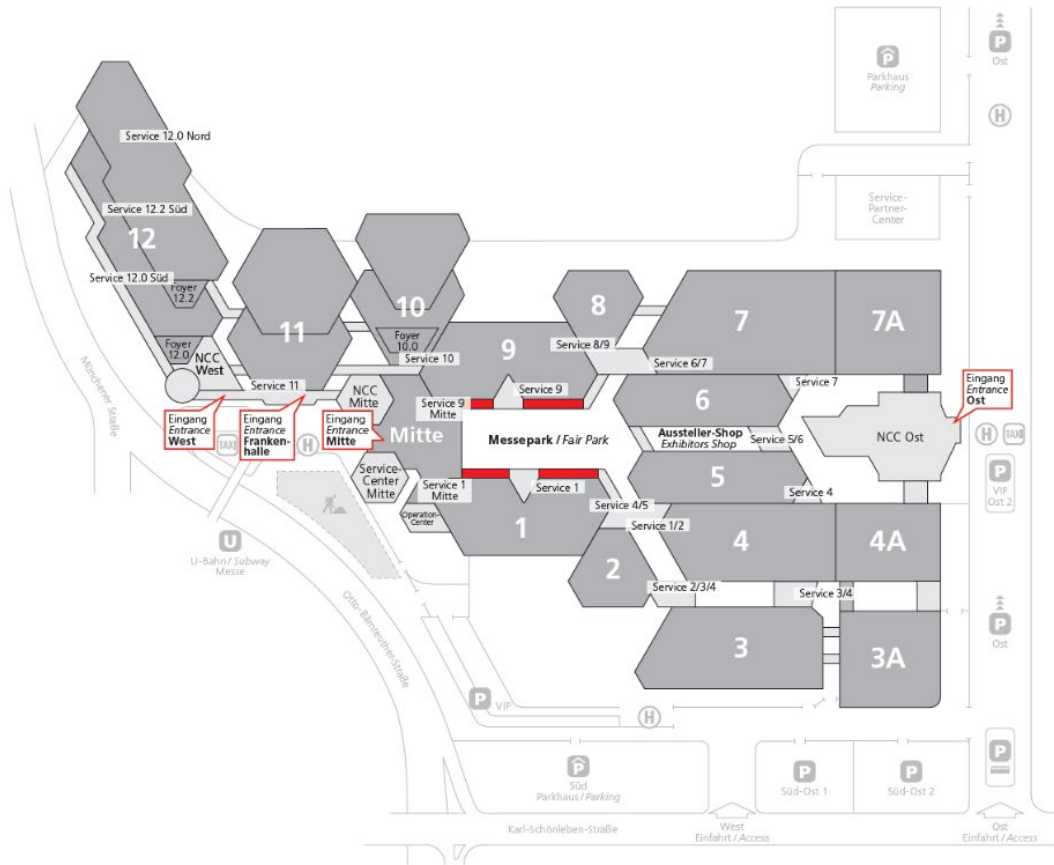 P
Ost
P
Parkhaus
Parking
H
Service 12.0 Nord
Service-
Partner-
Center
Service 12.2 Süd
12
Service 12.0 Süd
Foyer
12.2
Foyer
12.0
NCC
West
11
Service 11
10
Foyer
10.0
Service 10
9
Service 9
Service 9
Mitte
8
Service 8/9
7
7A
Service 6/7
Service 7
6
NCC
Mitte
Mitte
Messepark / Fair Park
Aussteller-Shop
Exhibitors Shop
Service 5/6
NCC Ost
Eingang
Entrance
Ost
H
TAXI
P
VIP
Ost 2
Eingang
Entrance
West
Eingang
Entrance
Franken-
halle
Eingang
Entrance
Mitte
TAXI
H
Münchener Straße
Service-
Center
Mitte
Service 1
Mitte
Service 1
Operation-
Center
1
5
Service 4
Service 4/5
Service 1/2
4
4A
2
Service 2/3/4
Service 3/4
3
3A
U
U-Bahn / Subway
Messe
Otto-Bärnreuther-Straße
P
Ost
P
VIP
H
P
Süd
Parkhaus / Parking
P
Süd-Ost 1
P
Süd-Ost 2
P
Karl-Schönleben-Straße
West
Einfahrt / Access
Ost
Einfahrt / Access